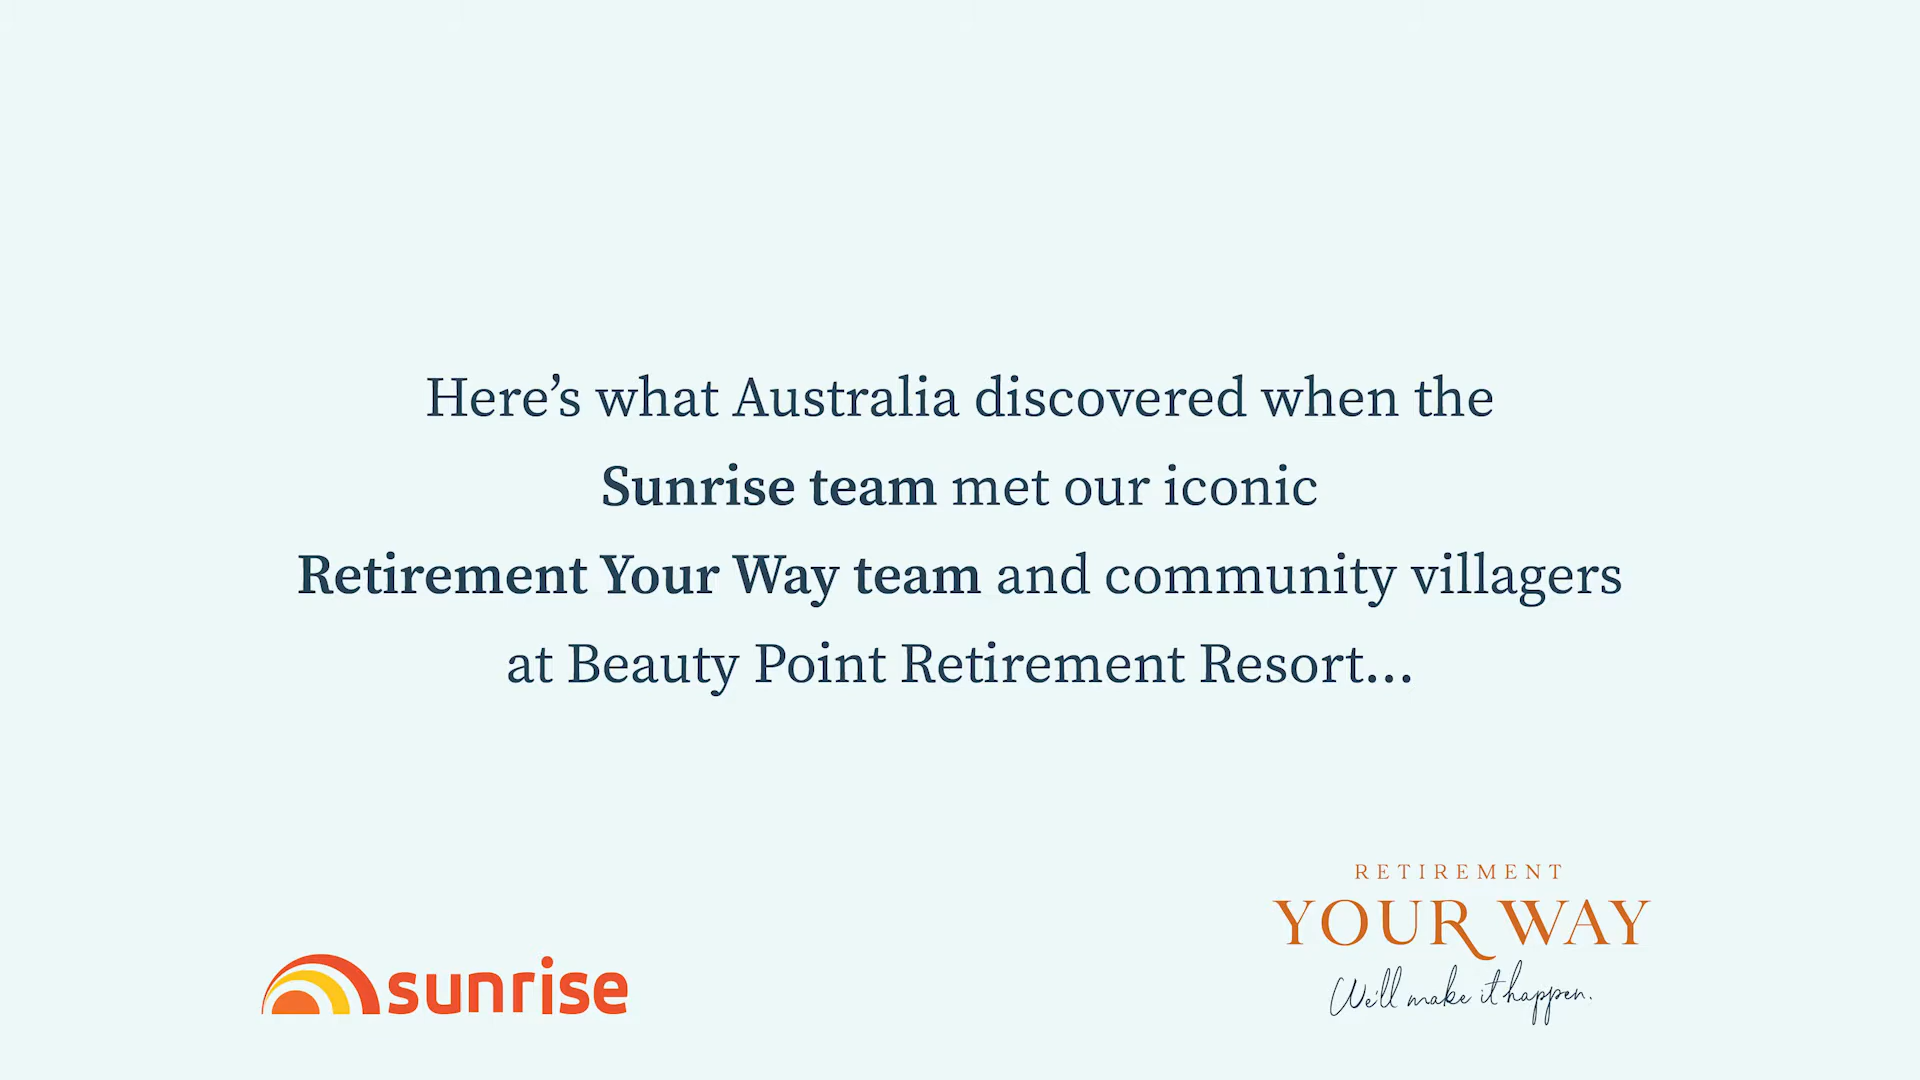 Here’s what Australia discovered when the
Sunrise team met our iconic
Retirement Your Way team and community villagers
at Beauty Point Retirement Resort...
sunrise
RETIREMENT
YOUR WAY
We'll make it happen.